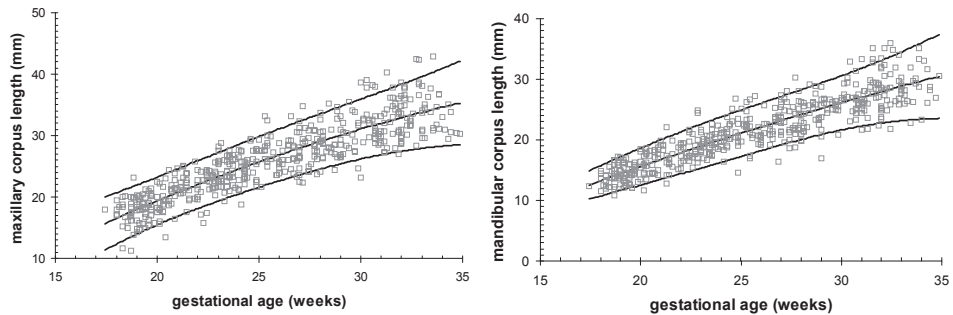 maxillary corpus length (mm)
50
40
30
20
10
15 20 25 30 35
gestational age (weeks)
mandibular corpus length (mm)
40
30
20
10
0
15 20 25 30 35
gestational age (weeks)